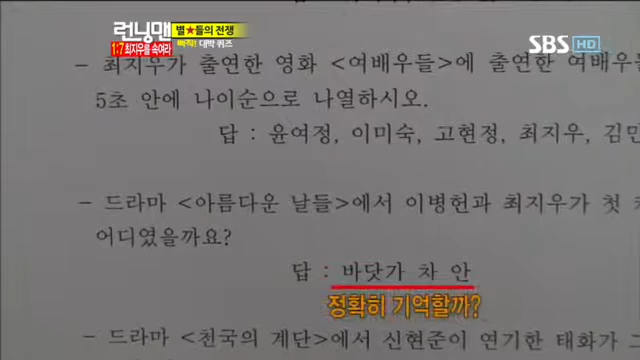 런닝맨
1:7 최지우를 속여라
별★들의 전쟁
빡직! 대박 퀴즈
SBS HD
- 최지우가 출연한 영화 <여배우들>에 출연한 여배우들
5초 안에 나이순으로 나열하시오.
답 : 윤여정, 이미숙, 고현정, 최지우, 김민
- 드라마 <아름다운 날들>에서 이병헌과 최지우가 첫
어디였을까요?
답 : 바닷가 차 안
정확히 기억할까?
- 드라마 <천국의 계단>에서 신현준이 연기한 태화가